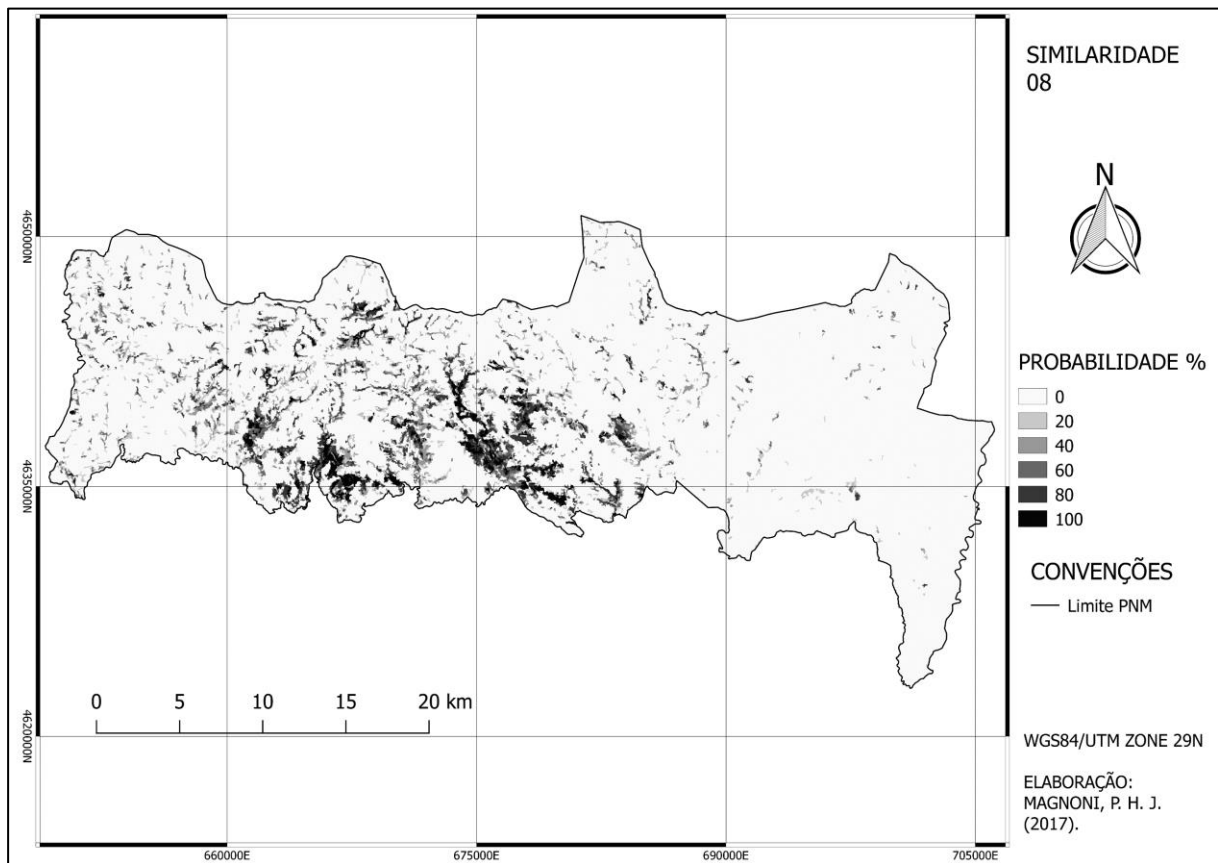 SIMILARIDADE
08
N
PROBABILIDADE %
0
20
40
60
80
100
CONVENÇÕES
Limite PNM
WGS84/UTM ZONE 29N
ELABORAÇÃO:
MAGNONI, P. H. J.
(2017).
4650000N
4635000N
4620000N
0 5 10 15 20 km
660000E 675000E 690000E 705000E